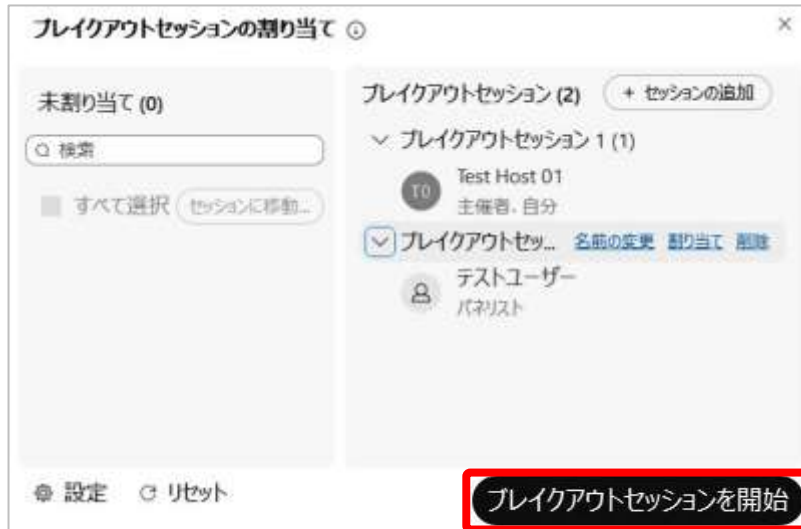 ブレイクアウトセッションの割り当て
未割り当て (0)
検索
すべて選択 セッションに移動...
ブレイクアウトセッション (2) + セッションの追加
ブレイクアウトセッション 1 (1)
TO
Test Host 01
主催者, 自分
ブレイクアウトセッ... 名前の変更 割り当て 削除
テストユーザー
パネリスト
設定 リセット
ブレイクアウトセッションを開始